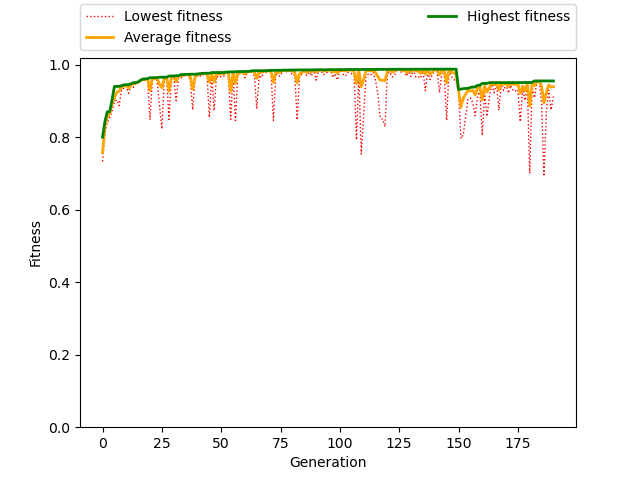 Lowest fitness
Average fitness
Highest fitness
1.0
0.8
0.6
0.4
0.2
0.0
Fitness
0 25 50 75 100 125 150 175
Generation